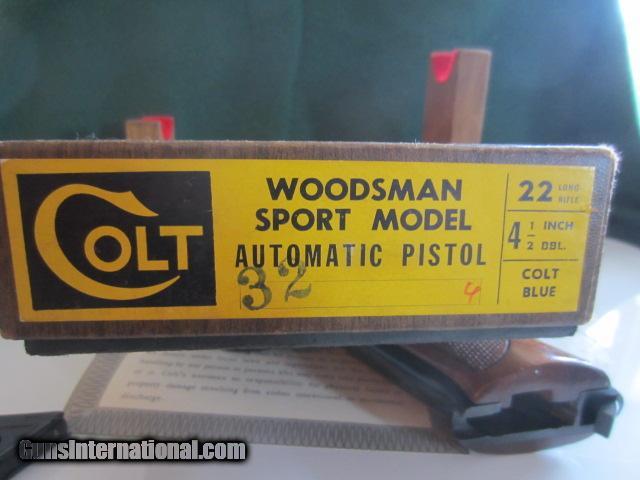 COLT
WOODSMAN
SPORT MODEL
AUTOMATIC PISTOL
32
4
22 LONG RIFLE
4 1/2 INCH BBL.
COLT
BLUE
discharge.
GunsInternational.com